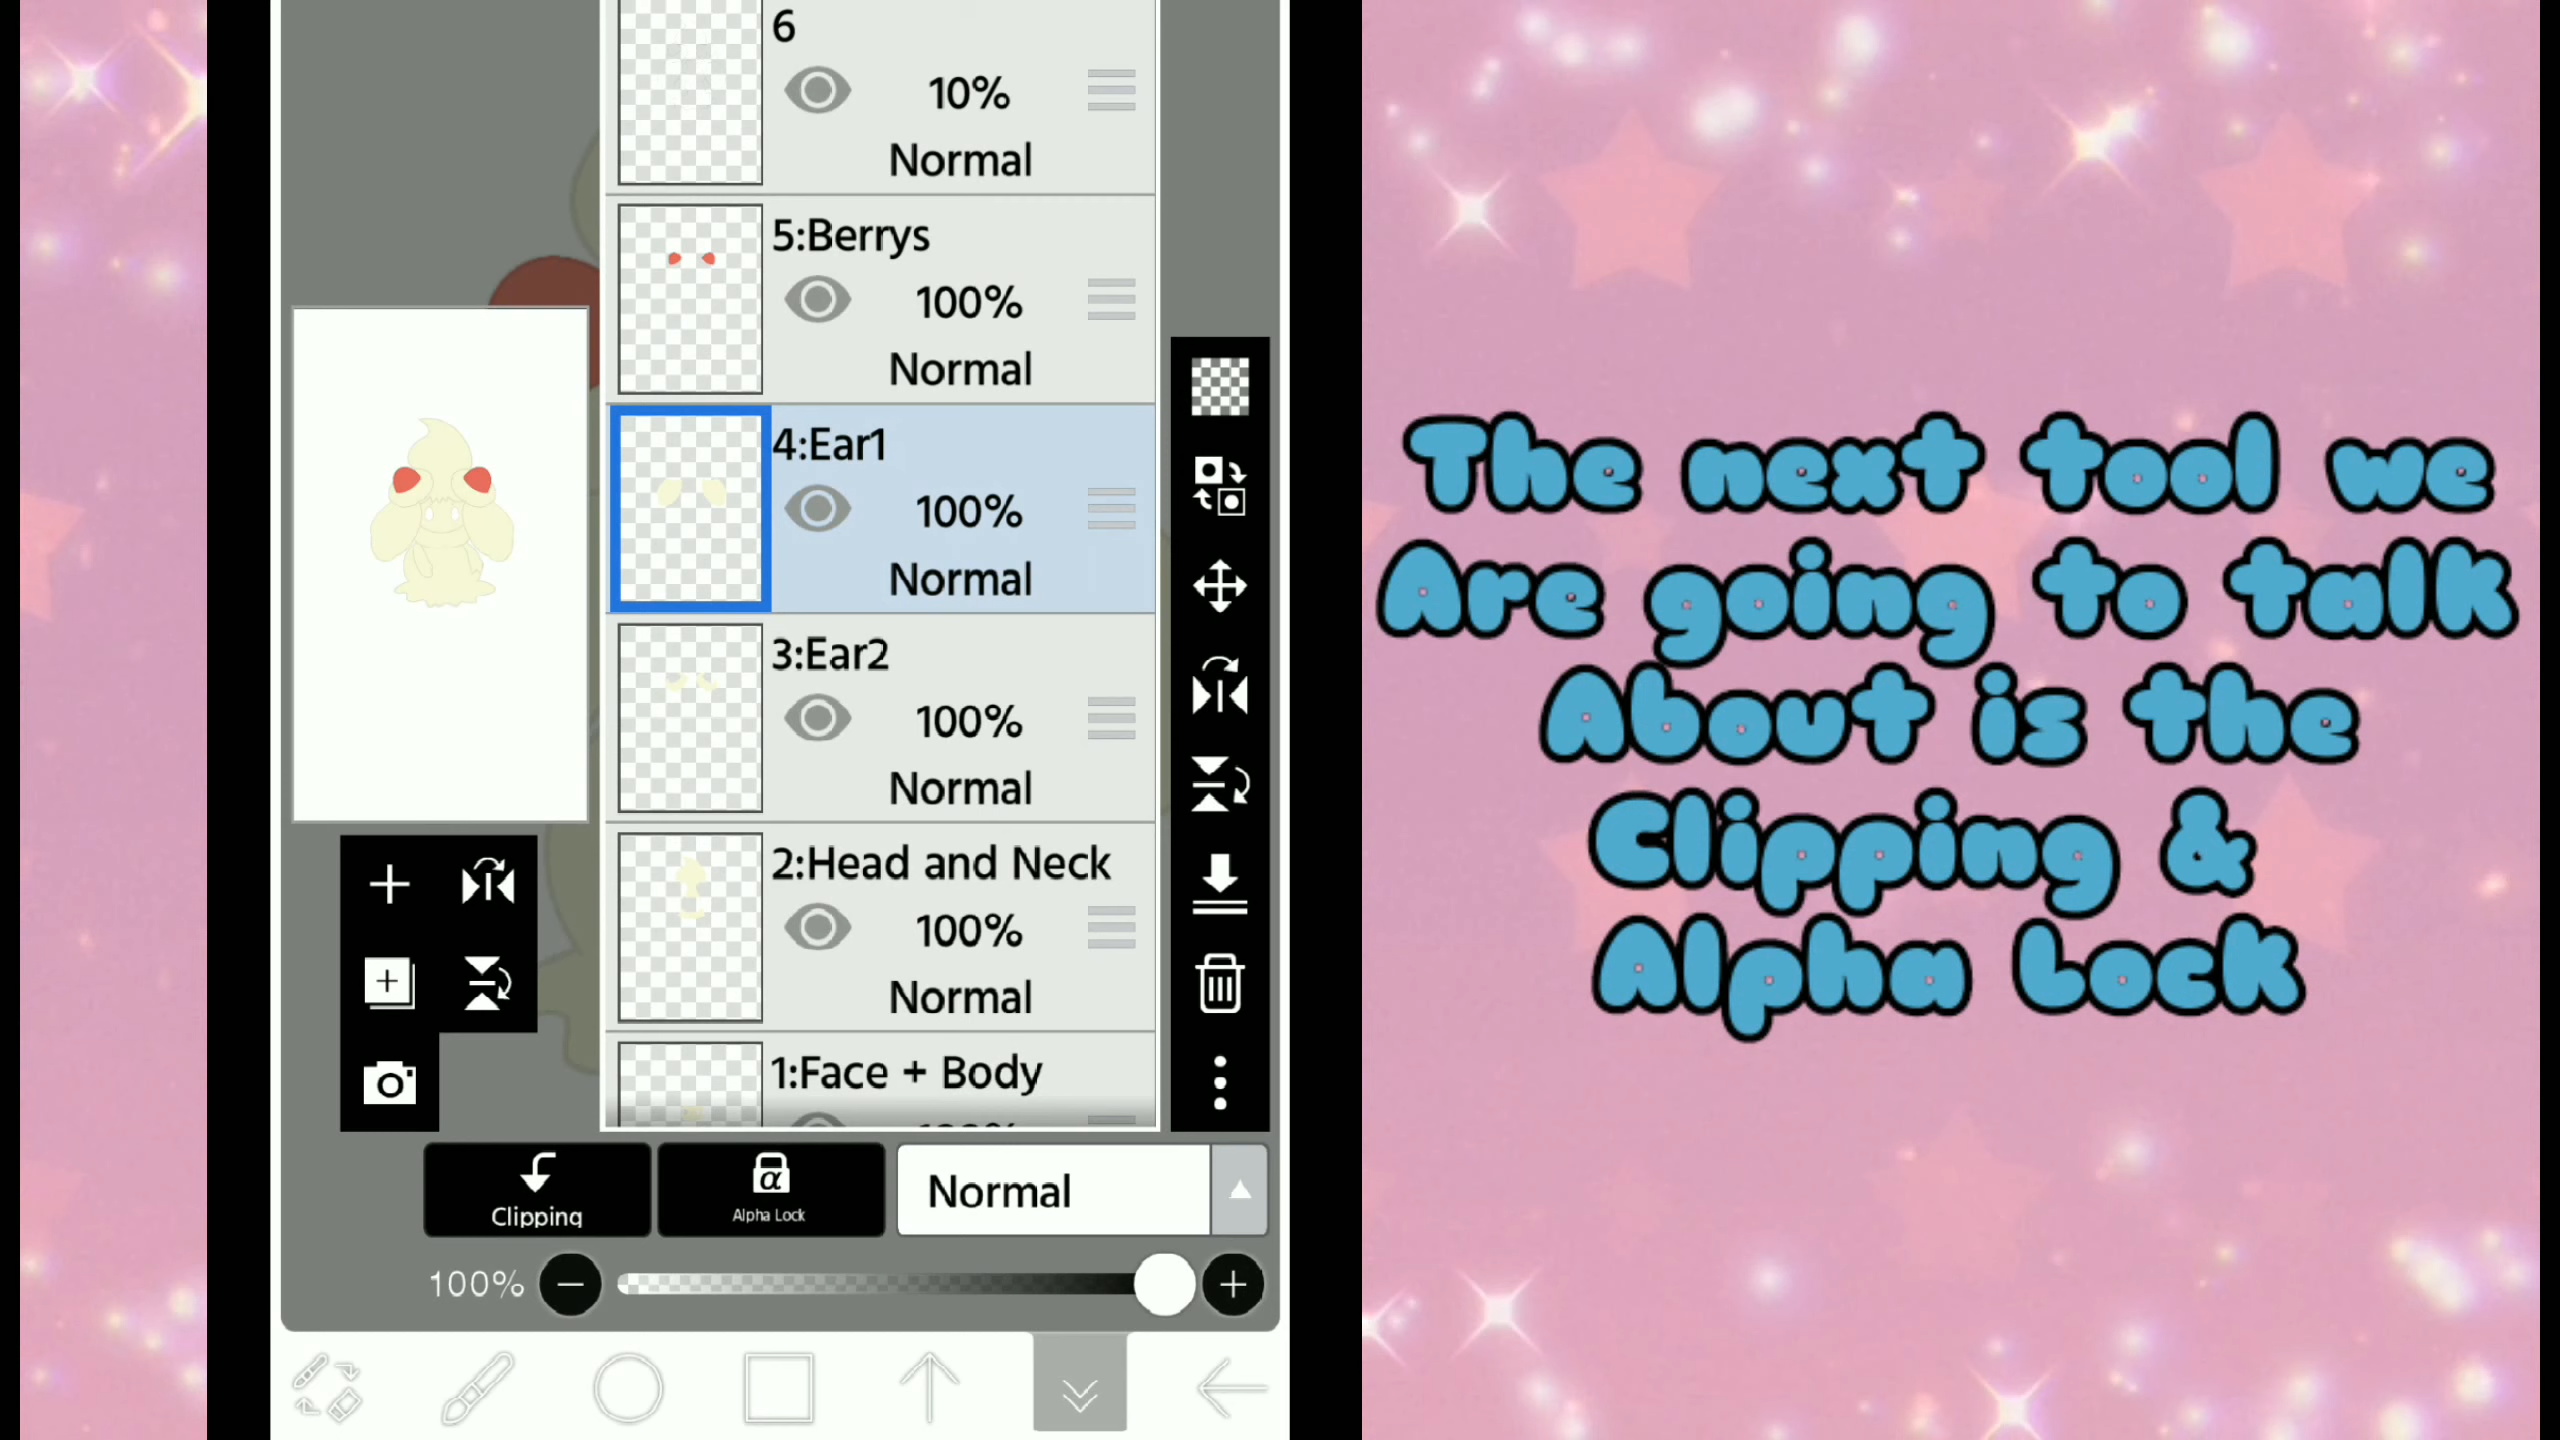 6
10%
Normal
5:Berrys
100%
Normal
4:Ear1
100%
Normal
3:Ear2
100%
Normal
2:Head and Neck
100%
Normal
1:Face + Body
100%
Clipping
α
Alpha Lock
Normal
100%
The next tool we
Are going to talk
About is the
Clipping &
Alpha Lock